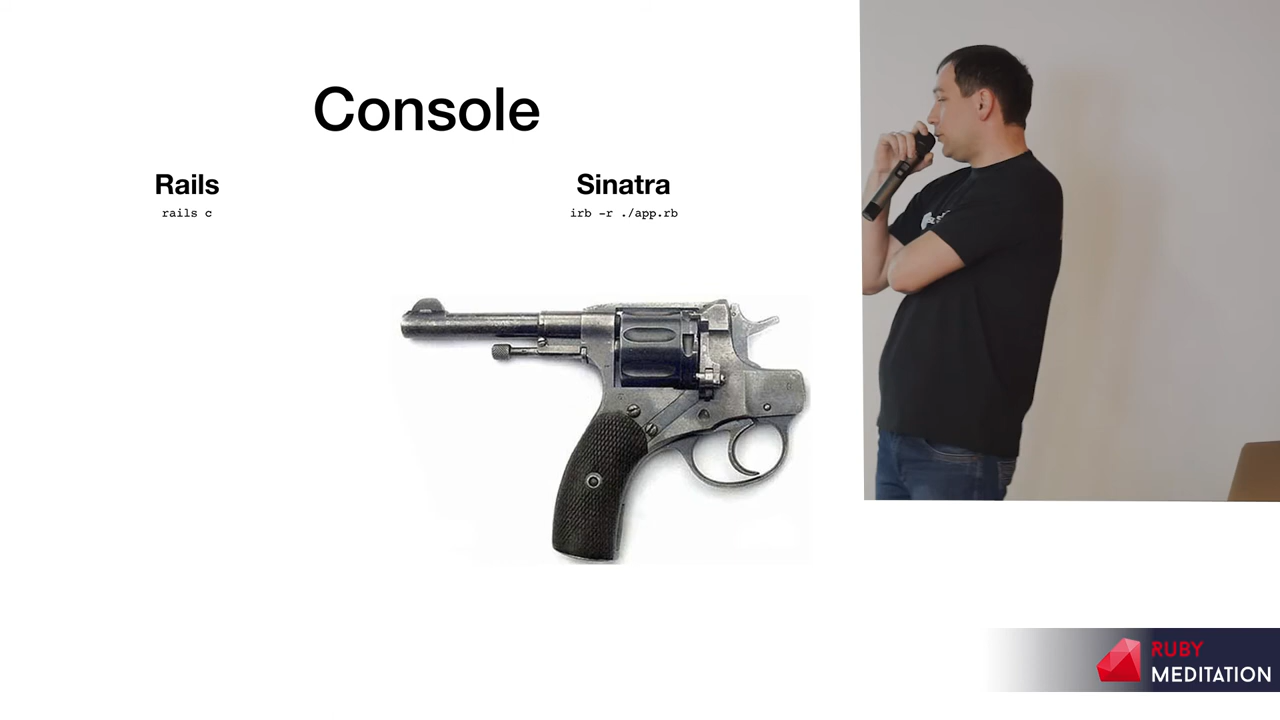 Console
Rails
Sinatra
rails c
irb -r ./app.rb
RUBY
MEDITATION